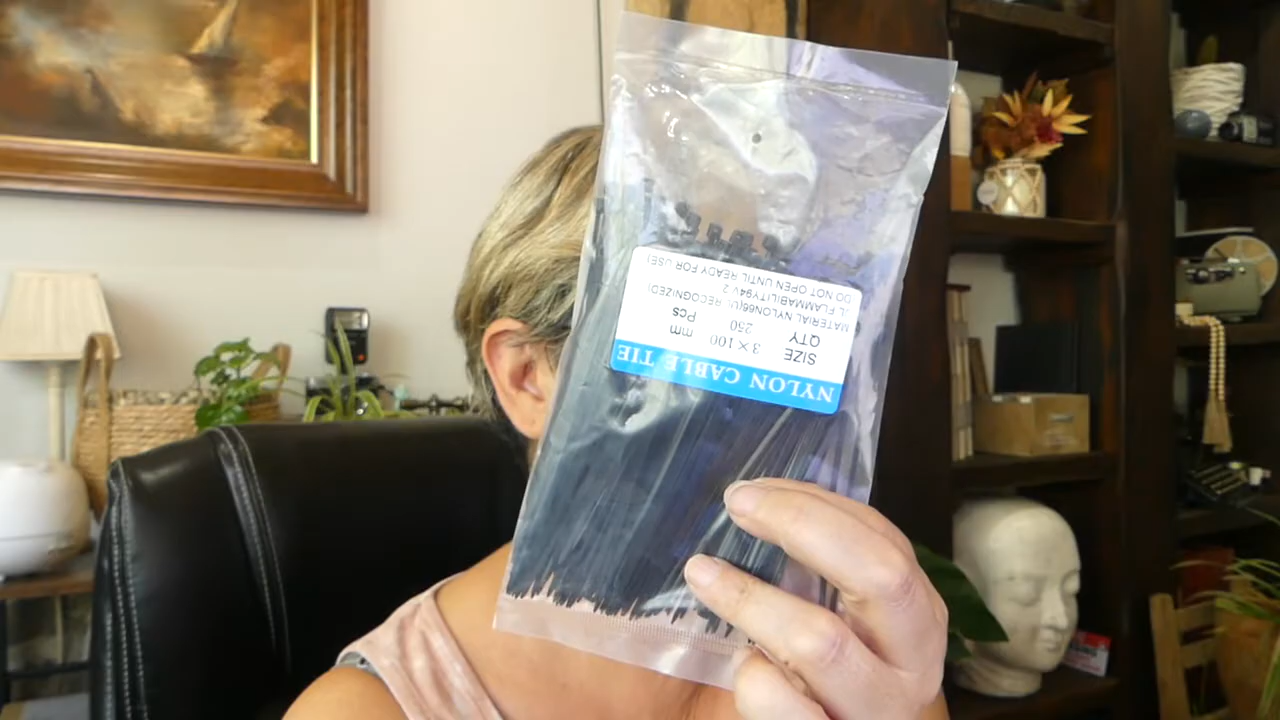 NYLON CABLE TIE
SIZE 3×100 mm
QTY 250 Pcs
MATERIAL NYLON66(UL RECOGNIZED)
UL FLAMMABILITY94V 2
DO NOT OPEN UNTIL READY FOR USE)